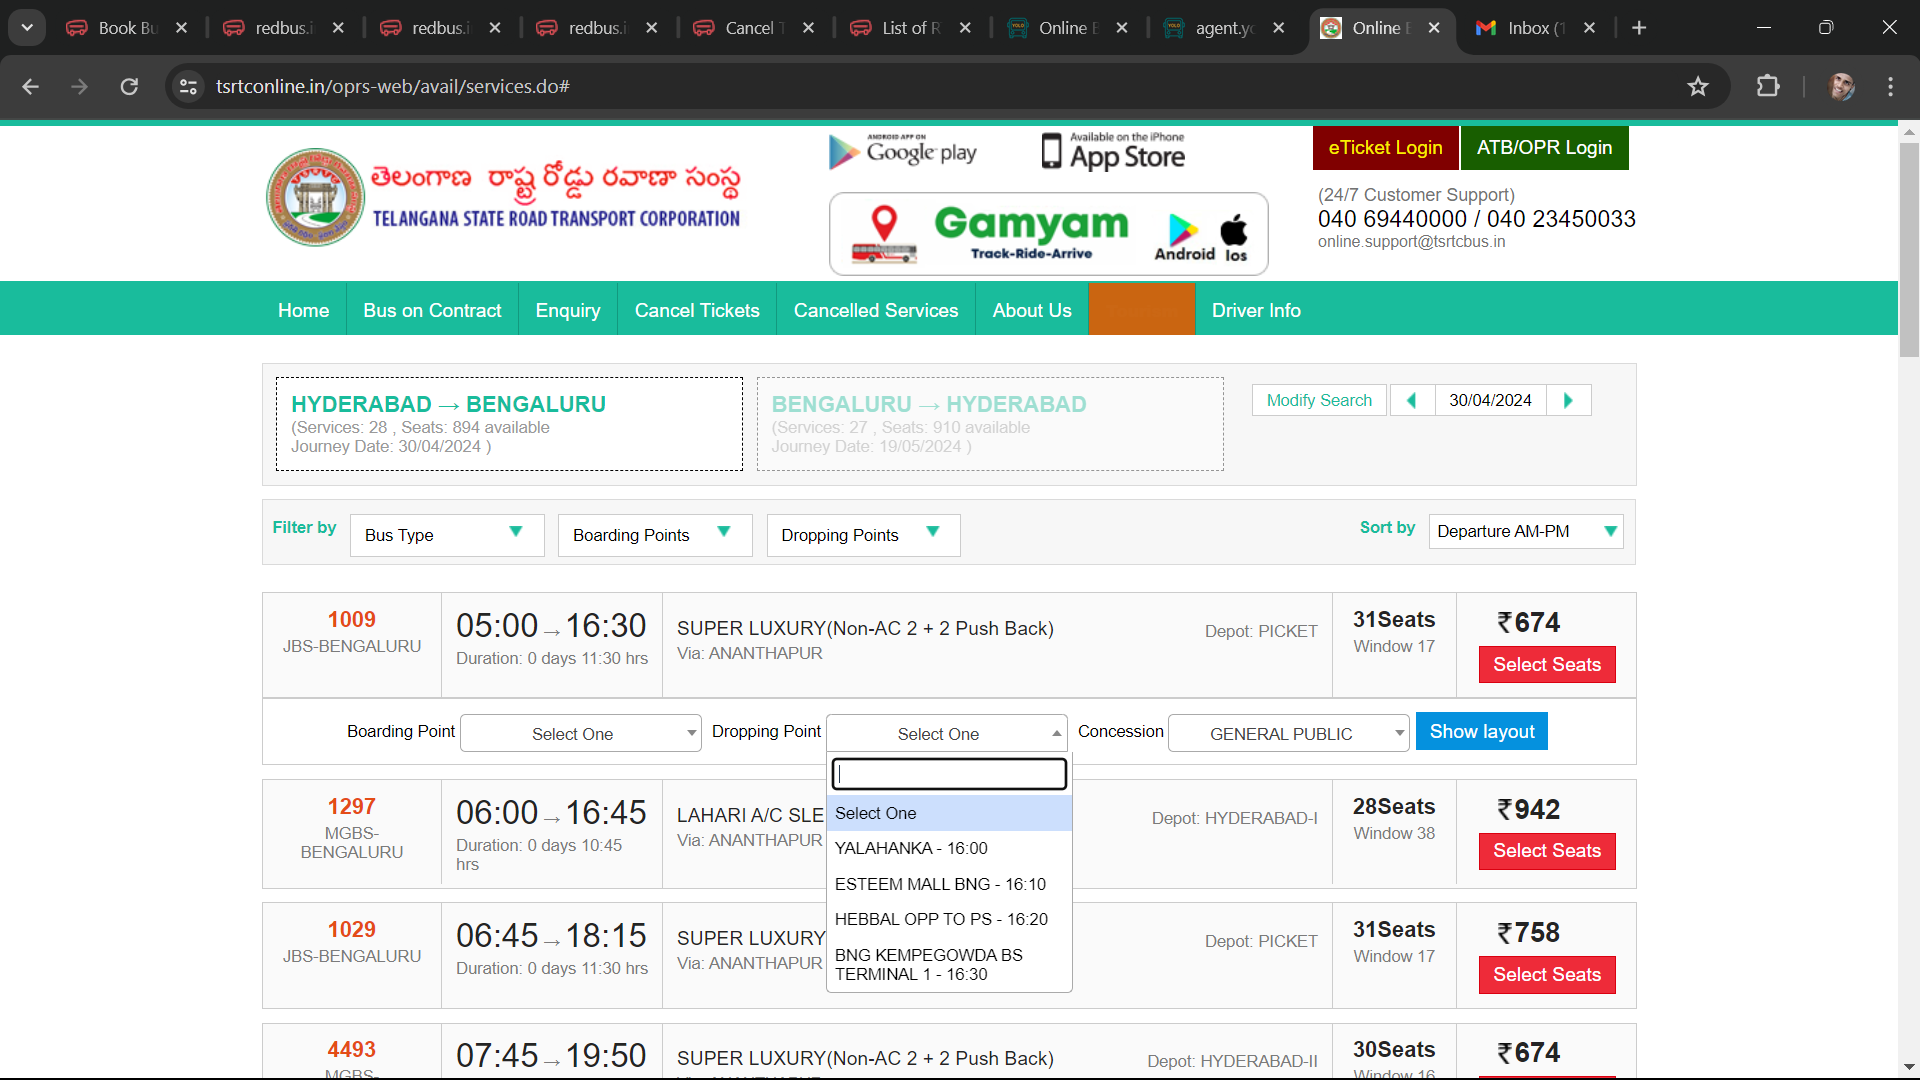 Book Bu
redbus.i
redbus.i
redbus.i
Cancel T
List of R
Online B
agent.yo
Online B
Inbox (1
tsrtconline.in/oprs-web/avail/services.do#
తెలంగాణ రాష్ట్ర రోడ్డు రవాణా సంస్థ
TELANGANA STATE ROAD TRANSPORT CORPORATION
ANDROID APP ON
Google play
Available on the iPhone
App Store
Gamyam
Track-Ride-Arrive
Android Ios
eTicket Login
ATB/OPR Login
(24/7 Customer Support)
040 69440000 / 040 23450033
online.support@tsrtcbus.in
Home
Bus on Contract
Enquiry
Cancel Tickets
Cancelled Services
About Us
Driver Info
HYDERABAD → BENGALURU
(Services: 28 , Seats: 894 available
Journey Date: 30/04/2024 )
BENGALURU → HYDERABAD
(Services: 27 , Seats: 910 available
Journey Date: 19/05/2024 )
Modify Search
30/04/2024
Filter by
Bus Type
Boarding Points
Dropping Points
Sort by
Departure AM-PM
1009
JBS-BENGALURU
05:00→16:30
Duration: 0 days 11:30 hrs
SUPER LUXURY(Non-AC 2 + 2 Push Back)
Via: ANANTHAPUR
Depot: PICKET
31Seats
Window 17
₹674
Select Seats
Boarding Point
Select One
Dropping Point
Select One
Concession
GENERAL PUBLIC
Show layout
Select One
YALAHANKA - 16:00
ESTEEM MALL BNG - 16:10
HEBBAL OPP TO PS - 16:20
BNG KEMPEGOWDA BS
TERMINAL 1 - 16:30
1297
MGBS-
BENGALURU
06:00→16:45
Duration: 0 days 10:45
hrs
LAHARI A/C SLE
Via: ANANTHAPUR
Depot: HYDERABAD-I
28Seats
Window 38
₹942
Select Seats
1029
JBS-BENGALURU
06:45→18:15
Duration: 0 days 11:30 hrs
SUPER LUXURY
Via: ANANTHAPUR
Depot: PICKET
31Seats
Window 17
₹758
Select Seats
4493
MGBS-
07:45→19:50
SUPER LUXURY(Non-AC 2 + 2 Push Back)
Depot: HYDERABAD-II
30Seats
Window 16
₹674